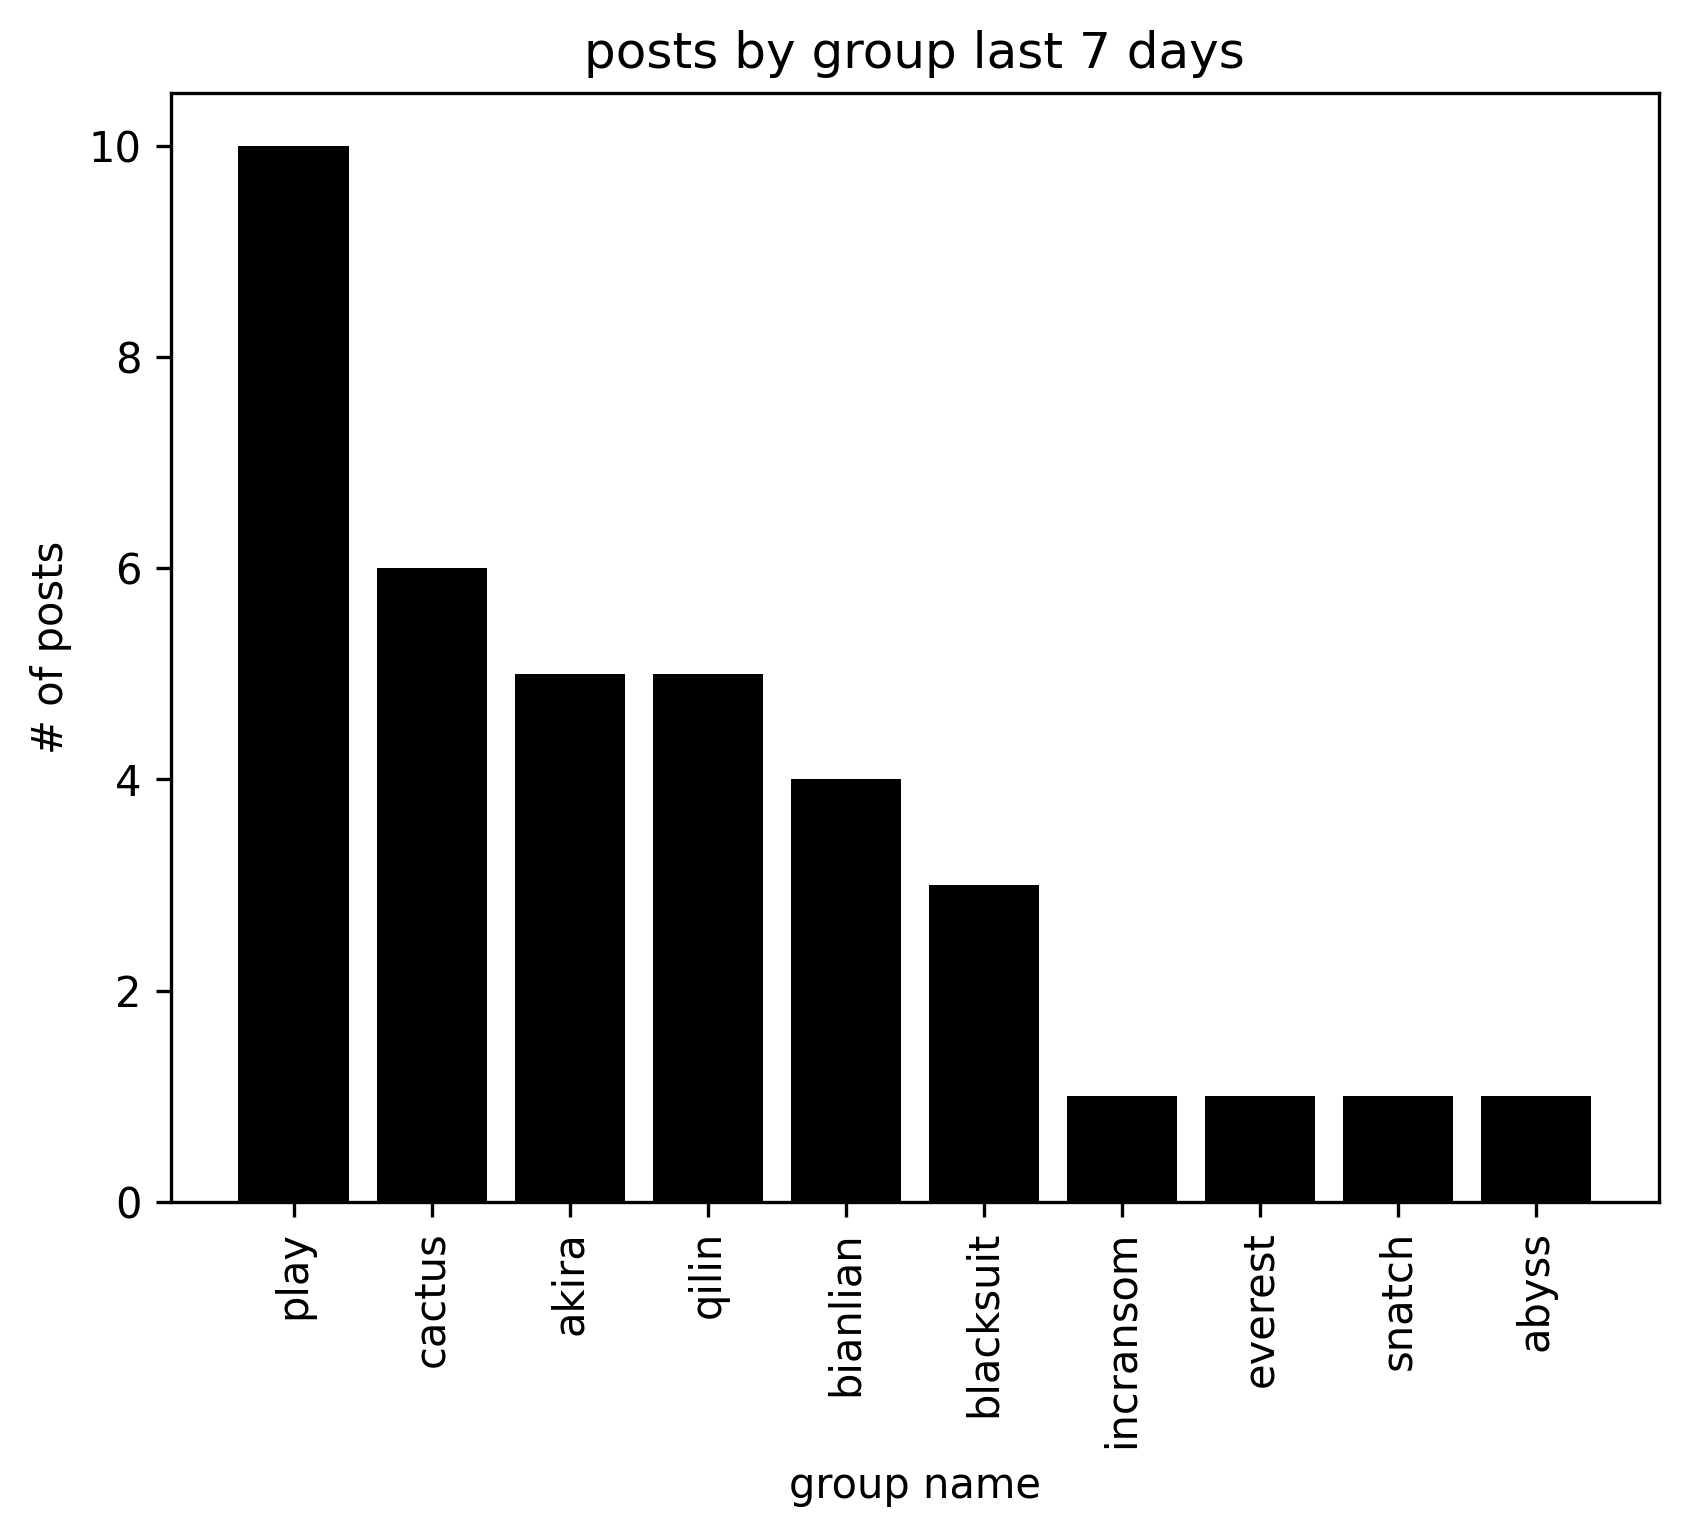 posts by group last 7 days
# of posts
10
8
6
4
2
0
play
cactus
akira
qilin
bianlian
blacksuit
incransom
everest
snatch
abyss
group name